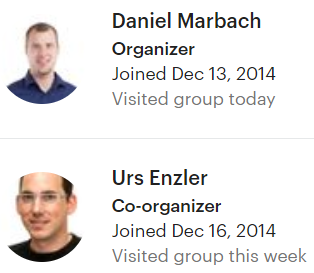 Daniel Marbach
Organizer
Joined Dec 13, 2014
Visited group today
Urs Enzler
Co-organizer
Joined Dec 16, 2014
Visited group this week